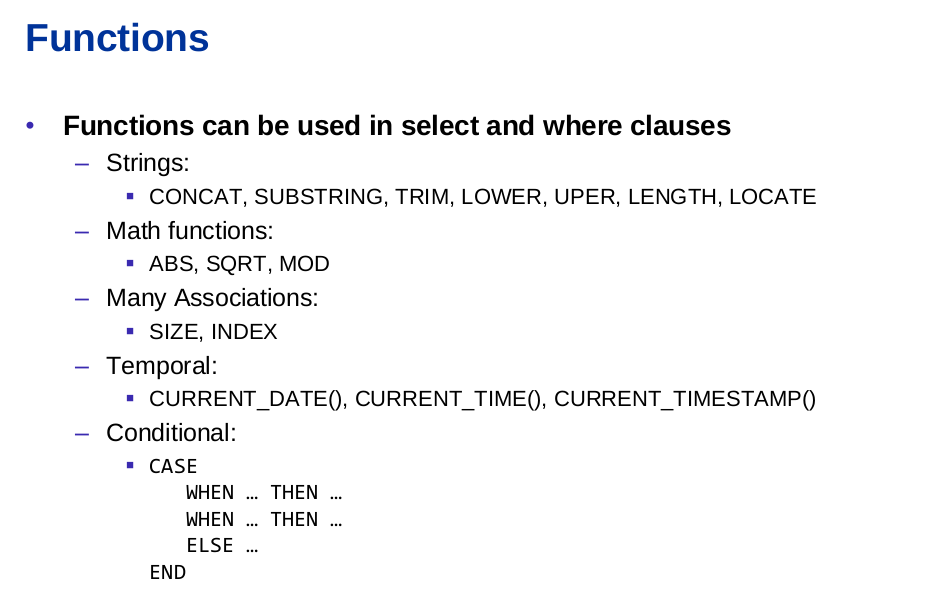 Functions
• Functions can be used in select and where clauses
– Strings:
▪ CONCAT, SUBSTRING, TRIM, LOWER, UPER, LENGTH, LOCATE
– Math functions:
▪ ABS, SQRT, MOD
– Many Associations:
▪ SIZE, INDEX
– Temporal:
▪ CURRENT_DATE(), CURRENT_TIME(), CURRENT_TIMESTAMP()
– Conditional:
▪ CASE
WHEN … THEN …
WHEN … THEN …
ELSE …
END